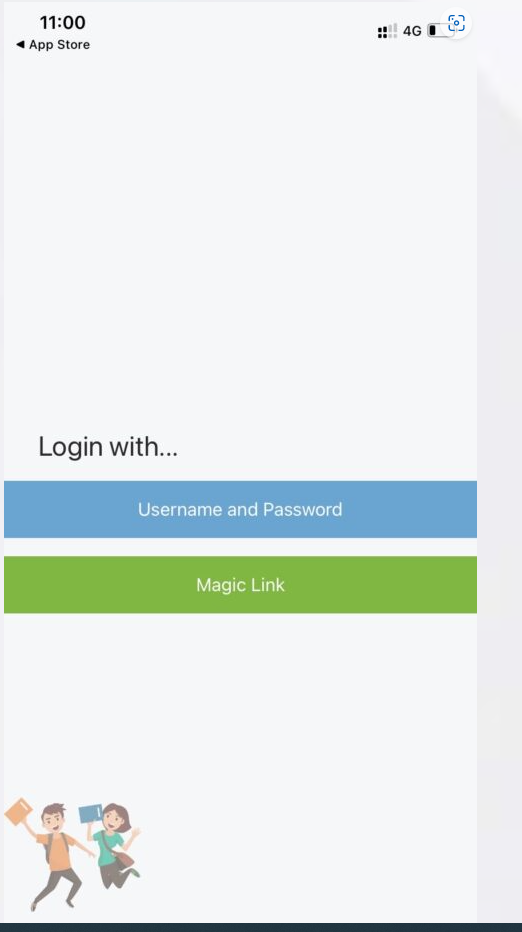 11:00
4G
◀ App Store
Login with...
Username and Password
Magic Link